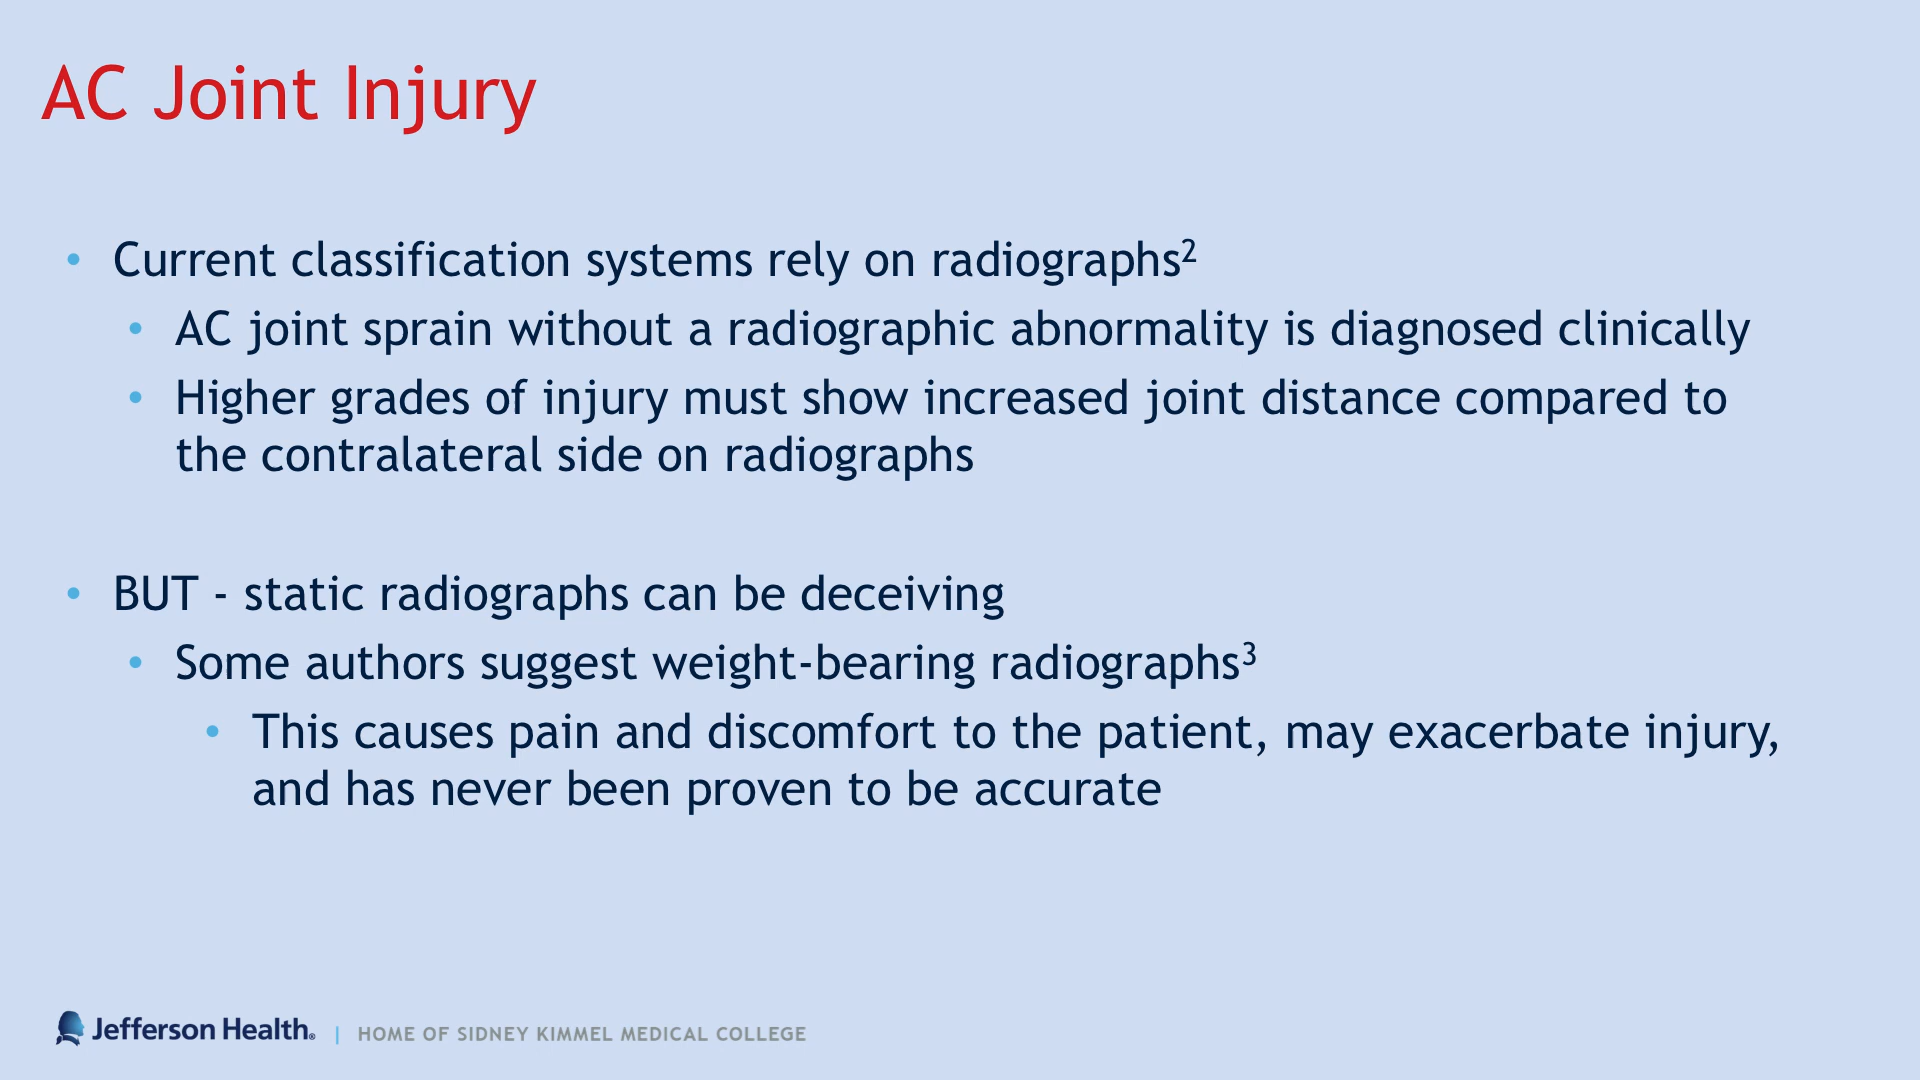 AC Joint Injury
• Current classification systems rely on radiographs²
• AC joint sprain without a radiographic abnormality is diagnosed clinically
• Higher grades of injury must show increased joint distance compared to
the contralateral side on radiographs
• BUT - static radiographs can be deceiving
• Some authors suggest weight-bearing radiographs³
• This causes pain and discomfort to the patient, may exacerbate injury,
and has never been proven to be accurate
Jefferson Health® | HOME OF SIDNEY KIMMEL MEDICAL COLLEGE